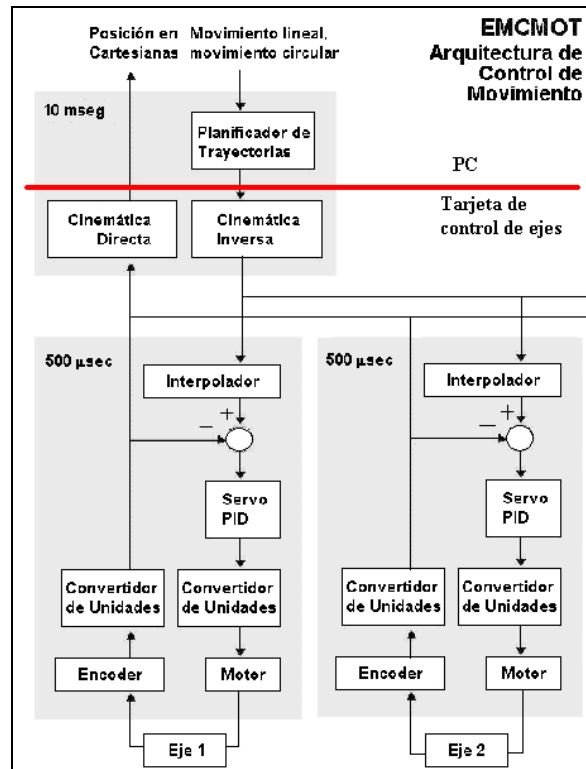 Posición en
Cartesianas
Movimiento lineal,
movimiento circular
EMCMOT
Arquitectura de
Control de
Movimiento
10 mseg
Planificador de
Trayectorias
PC
Tarjeta de
control de ejes
Cinemática
Directa
Cinemática
Inversa
500 µsec
Interpolador
+
−
Servo
PID
Convertidor
de Unidades
Convertidor
de Unidades
Encoder
Motor
Eje 1
500 µsec
Interpolador
+
−
Servo
PID
Convertidor
de Unidades
Convertidor
de Unidades
Encoder
Motor
Eje 2